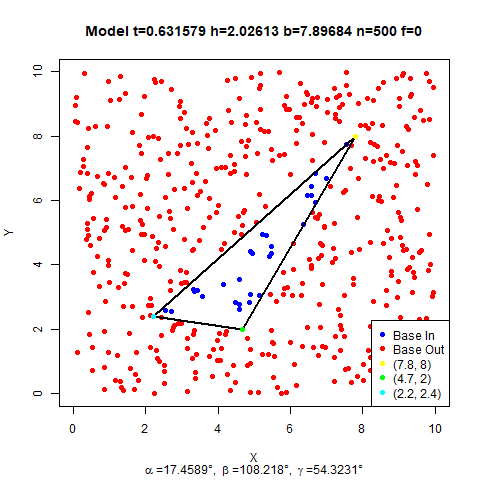 Model t=0.631579 h=2.02613 b=7.89684 n=500 f=0
Y
10
8
6
4
2
0
Base In
Base Out
(7.8, 8)
(4.7, 2)
(2.2, 2.4)
0 2 4 6 8 10
X
α=17.4589°, β=108.218°, γ=54.3231°